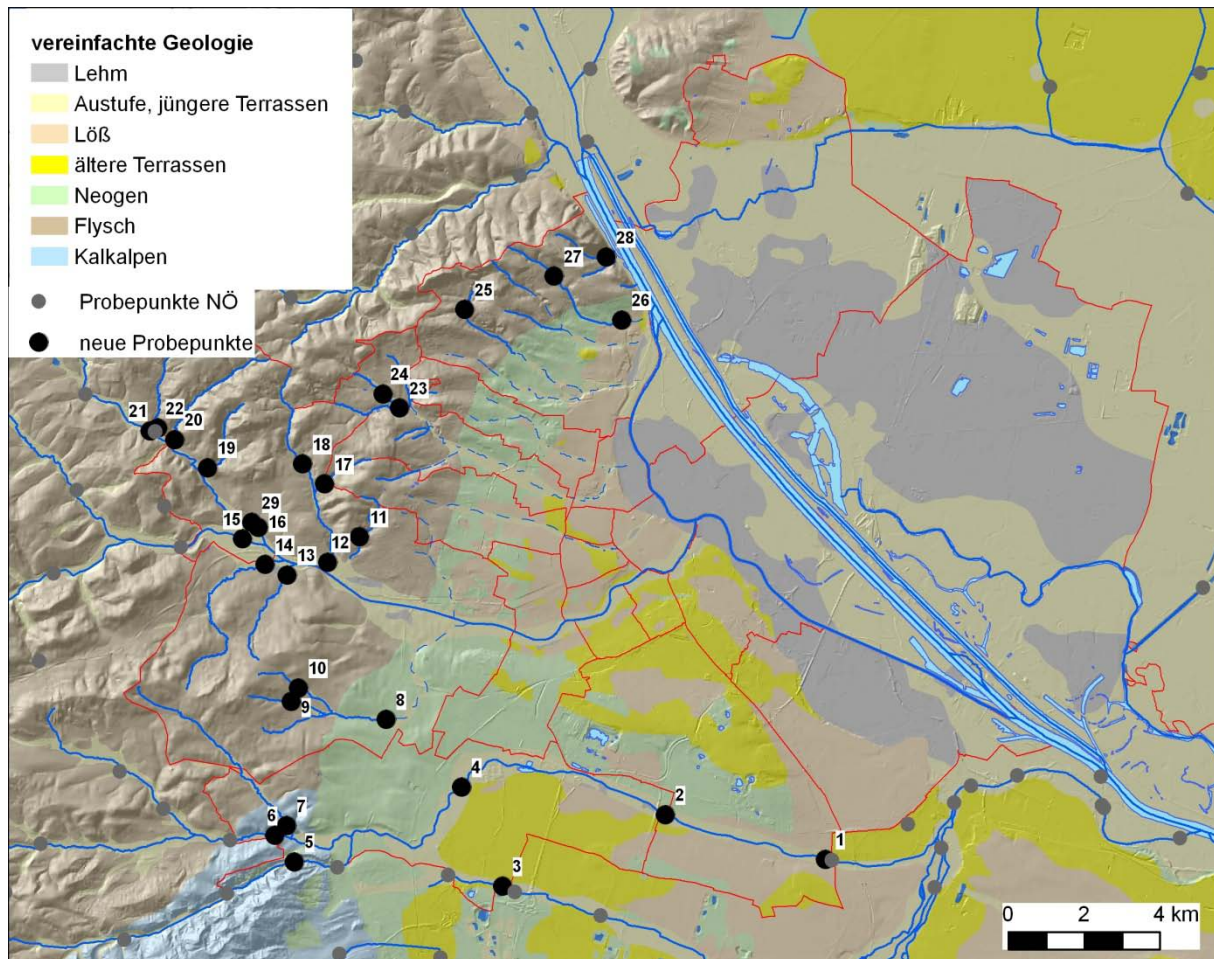 vereinfachte Geologie
Lehm
Austufe, jüngere Terrassen
Löß
ältere Terrassen
Neogen
Flysch
Kalkalpen
Probepunkte NÖ
neue Probepunkte
28
27
25
26
24
23
21
22
20
19
18
17
29
15
16
11
12
14
13
10
9
8
4
2
7
6
5
1
3
0 2 4 km